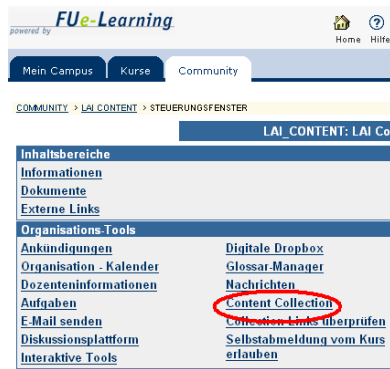 FUe-Learning
powered by
Home Hilfe
Mein Campus Kurse Community
COMMUNITY > LAI CONTENT > STEUERUNGSFENSTER
LAI_CONTENT: LAI Co
Inhaltsbereiche
Informationen
Dokumente
Externe Links
Organisations-Tools
Ankündigungen Digitale Dropbox
Organisation - Kalender Glossar-Manager
Dozenteninformationen Nachrichten
Aufgaben Content Collection
E-Mail senden Collection Links überprüfen
Diskussionsplattform Selbstabmeldung vom Kurs
Interaktive Tools erlauben